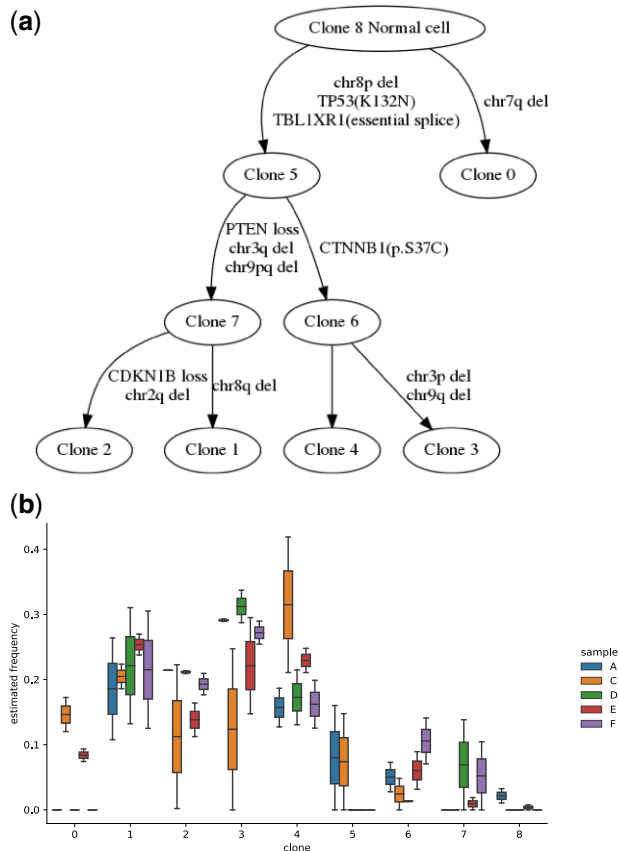 (a)
Clone 8 Normal cell
chr8p del
TP53(K132N)
TBL1XR1(essential splice)
chr7q del
Clone 5
Clone 0
PTEN loss
chr3q del
chr9pq del
CTNNB1(p.S37C)
Clone 7
Clone 6
CDKN1B loss
chr2q del
chr8q del
chr3p del
chr9q del
Clone 2
Clone 1
Clone 4
Clone 3
(b)
0.4
0.3
0.2
0.1
0.0
estimated frequency
0 1 2 3 4 5 6 7 8
clone
sample
A
C
D
E
F